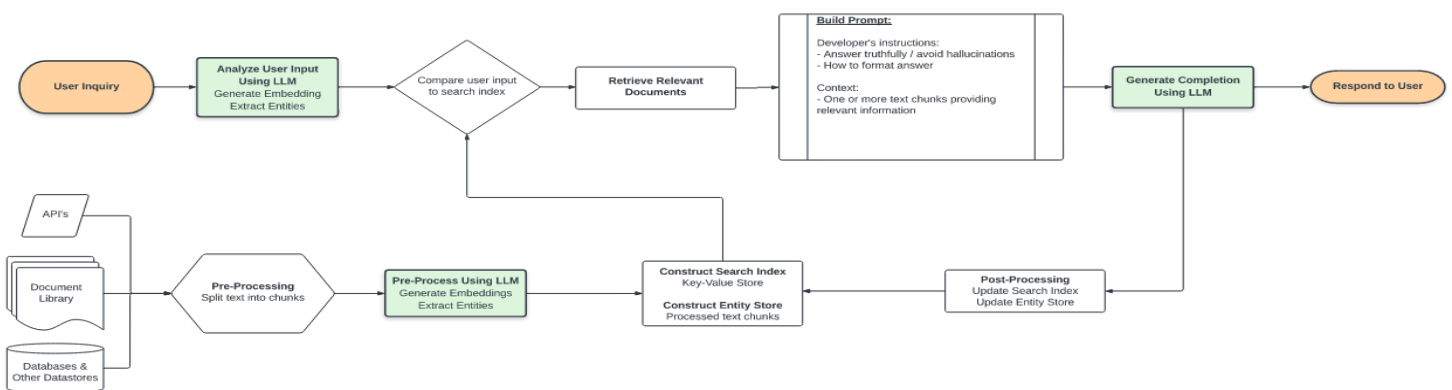 User Inquiry
Analyze User Input
Using LLM
Generate Embedding
Extract Entities
Compare user input
to search index
Retrieve Relevant
Documents
Build Prompt:
Developer's instructions:
- Answer truthfully / avoid hallucinations
- How to format answer
Context:
- One or more text chunks providing
relevant information
Generate Completion
Using LLM
Respond to User
API's
Document
Library
Databases &
Other Datastores
Pre-Processing
Split text into chunks
Pre-Process Using LLM
Generate Embeddings
Extract Entities
Construct Search Index
Key-Value Store
Construct Entity Store
Processed text chunks
Post-Processing
Update Search Index
Update Entity Store